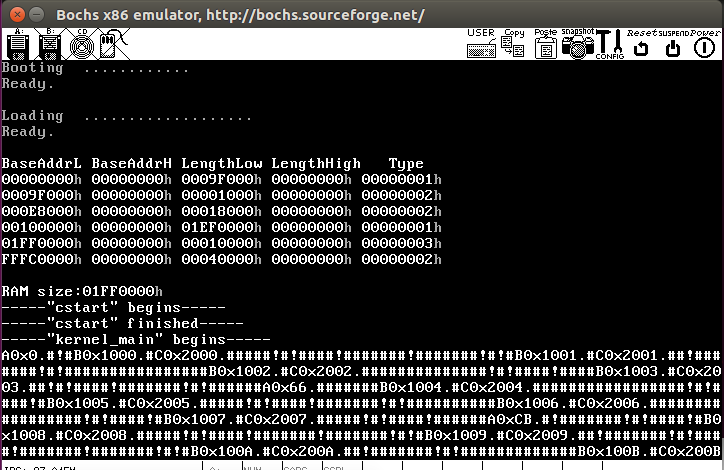 Bochs x86 emulator, http://bochs.sourceforge.net/
A: B: CD USER Copy Paste Snapshot CONFIG Reset SUSPEND Power
Booting ............
Ready.
Loading ...................
Ready.
BaseAddrL BaseAddrH LengthLow LengthHigh Type
00000000h 00000000h 0009F000h 00000000h 00000001h
0009F000h 00000000h 00001000h 00000000h 00000002h
000E8000h 00000000h 00018000h 00000000h 00000002h
00100000h 00000000h 01EF0000h 00000000h 00000001h
01FF0000h 00000000h 00010000h 00000000h 00000003h
FFFC0000h 00000000h 00040000h 00000000h 00000002h
RAM size:01FF0000h
-----"cstart" begins-----
-----"cstart" finished-----
-----"kernel_main" begins-----
A0x0.#!#B0x1000.#C0x2000.#####!#!####!#######!#######!#!#B0x1001.#C0x2001.##!###
####!#!#!##############B0x1002.#C0x2002.###########!#!####!####B0x1003.#C0x20
03.##!#!######!#######A0x66.#######B0x1004.#C0x2004.##################!#!#
###!#B0x1005.#C0x2005.#####!#!####!#######!#!##########B0x1006.#C0x2006.########
########!#!####!#B0x1007.#C0x2007.#####!#!####!#######A0xCB.#!#######!#B0
x1008.#C0x2008.
B0x1009.#C0x2009.
B0x100A.#C0x200A.
B0x100B.#C0x200B